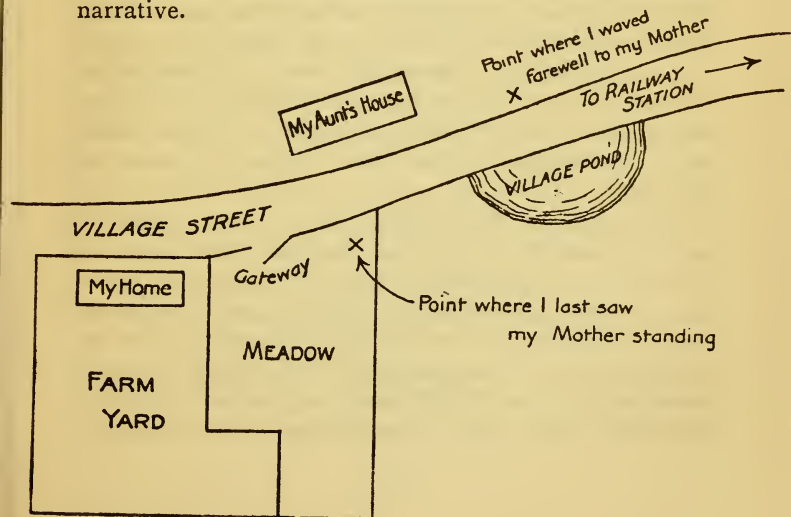 narrative.
Point where I waved
farewell to my Mother
My Aunt's House
TO RAILWAY
STATION
VILLAGE POND
VILLAGE STREET
Gateway
My Home
Point where I last saw
my Mother standing
MEADOW
FARM
YARD